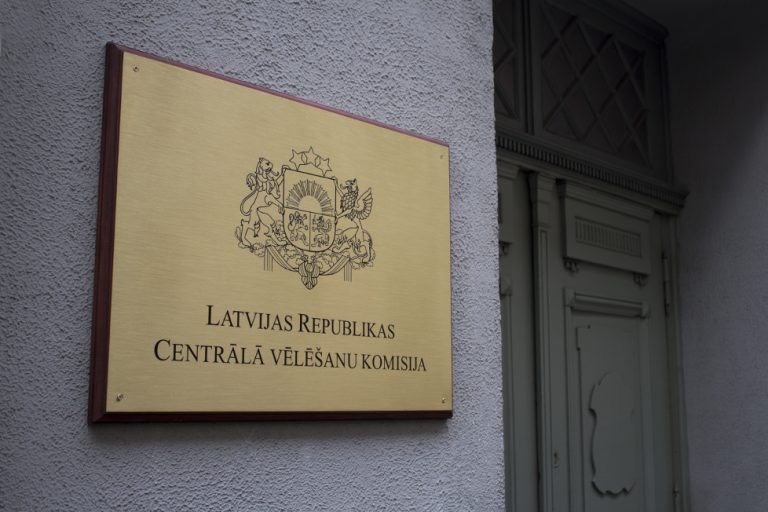 LATVIJAS REPUBLIKAS
CENTRĀLĀ VĒLĒŠANU KOMISIJA